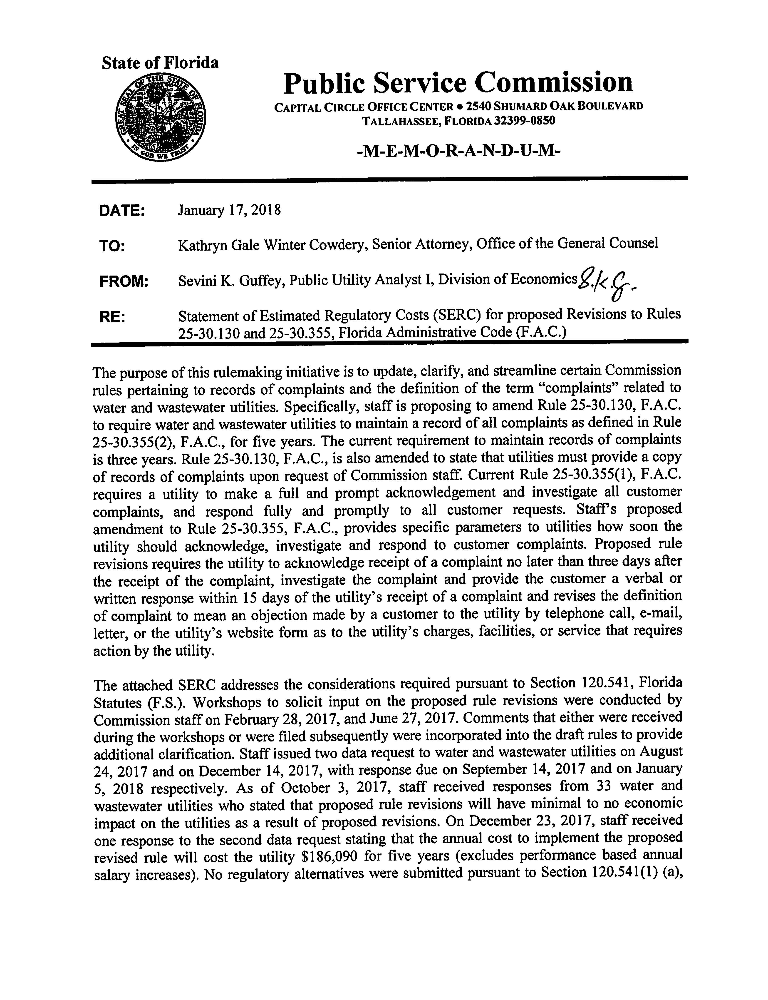 State of Florida
GREAT SEAL OF THE STATE OF FLORIDA
IN GOD WE TRUST
Public Service Commission
CAPITAL CIRCLE OFFICE CENTER ● 2540 SHUMARD OAK BOULEVARD
TALLAHASSEE, FLORIDA 32399-0850
-M-E-M-O-R-A-N-D-U-M-
DATE: January 17, 2018
TO: Kathryn Gale Winter Cowdery, Senior Attorney, Office of the General Counsel
FROM: Sevini K. Guffey, Public Utility Analyst I, Division of Economics S.K.G.
RE: Statement of Estimated Regulatory Costs (SERC) for proposed Revisions to Rules
25-30.130 and 25-30.355, Florida Administrative Code (F.A.C.)
The purpose of this rulemaking initiative is to update, clarify, and streamline certain Commission
rules pertaining to records of complaints and the definition of the term “complaints” related to
water and wastewater utilities. Specifically, staff is proposing to amend Rule 25-30.130, F.A.C.
to require water and wastewater utilities to maintain a record of all complaints as defined in Rule
25-30.355(2), F.A.C., for five years. The current requirement to maintain records of complaints
is three years. Rule 25-30.130, F.A.C., is also amended to state that utilities must provide a copy
of records of complaints upon request of Commission staff. Current Rule 25-30.355(1), F.A.C.
requires a utility to make a full and prompt acknowledgement and investigate all customer
complaints, and respond fully and promptly to all customer requests. Staff's proposed
amendment to Rule 25-30.355, F.A.C., provides specific parameters to utilities how soon the
utility should acknowledge, investigate and respond to customer complaints. Proposed rule
revisions requires the utility to acknowledge receipt of a complaint no later than three days after
the receipt of the complaint, investigate the complaint and provide the customer a verbal or
written response within 15 days of the utility’s receipt of a complaint and revises the definition
of complaint to mean an objection made by a customer to the utility by telephone call, e-mail,
letter, or the utility’s website form as to the utility’s charges, facilities, or service that requires
action by the utility.
The attached SERC addresses the considerations required pursuant to Section 120.541, Florida
Statutes (F.S.). Workshops to solicit input on the proposed rule revisions were conducted by
Commission staff on February 28, 2017, and June 27, 2017. Comments that either were received
during the workshops or were filed subsequently were incorporated into the draft rules to provide
additional clarification. Staff issued two data request to water and wastewater utilities on August
24, 2017 and on December 14, 2017, with response due on September 14, 2017 and on January
5, 2018 respectively. As of October 3, 2017, staff received responses from 33 water and
wastewater utilities who stated that proposed rule revisions will have minimal to no economic
impact on the utilities as a result of proposed revisions. On December 23, 2017, staff received
one response to the second data request stating that the annual cost to implement the proposed
revised rule will cost the utility $186,090 for five years (excludes performance based annual
salary increases). No regulatory alternatives were submitted pursuant to Section 120.541(1) (a),